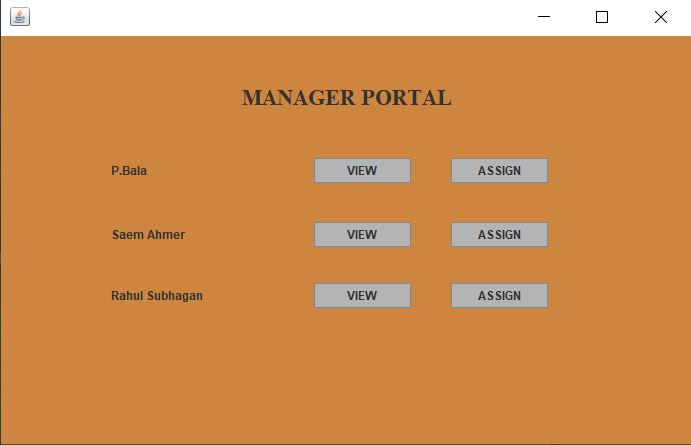 MANAGER PORTAL
P.Bala VIEW ASSIGN
Saem Ahmer VIEW ASSIGN
Rahul Subhagan VIEW ASSIGN